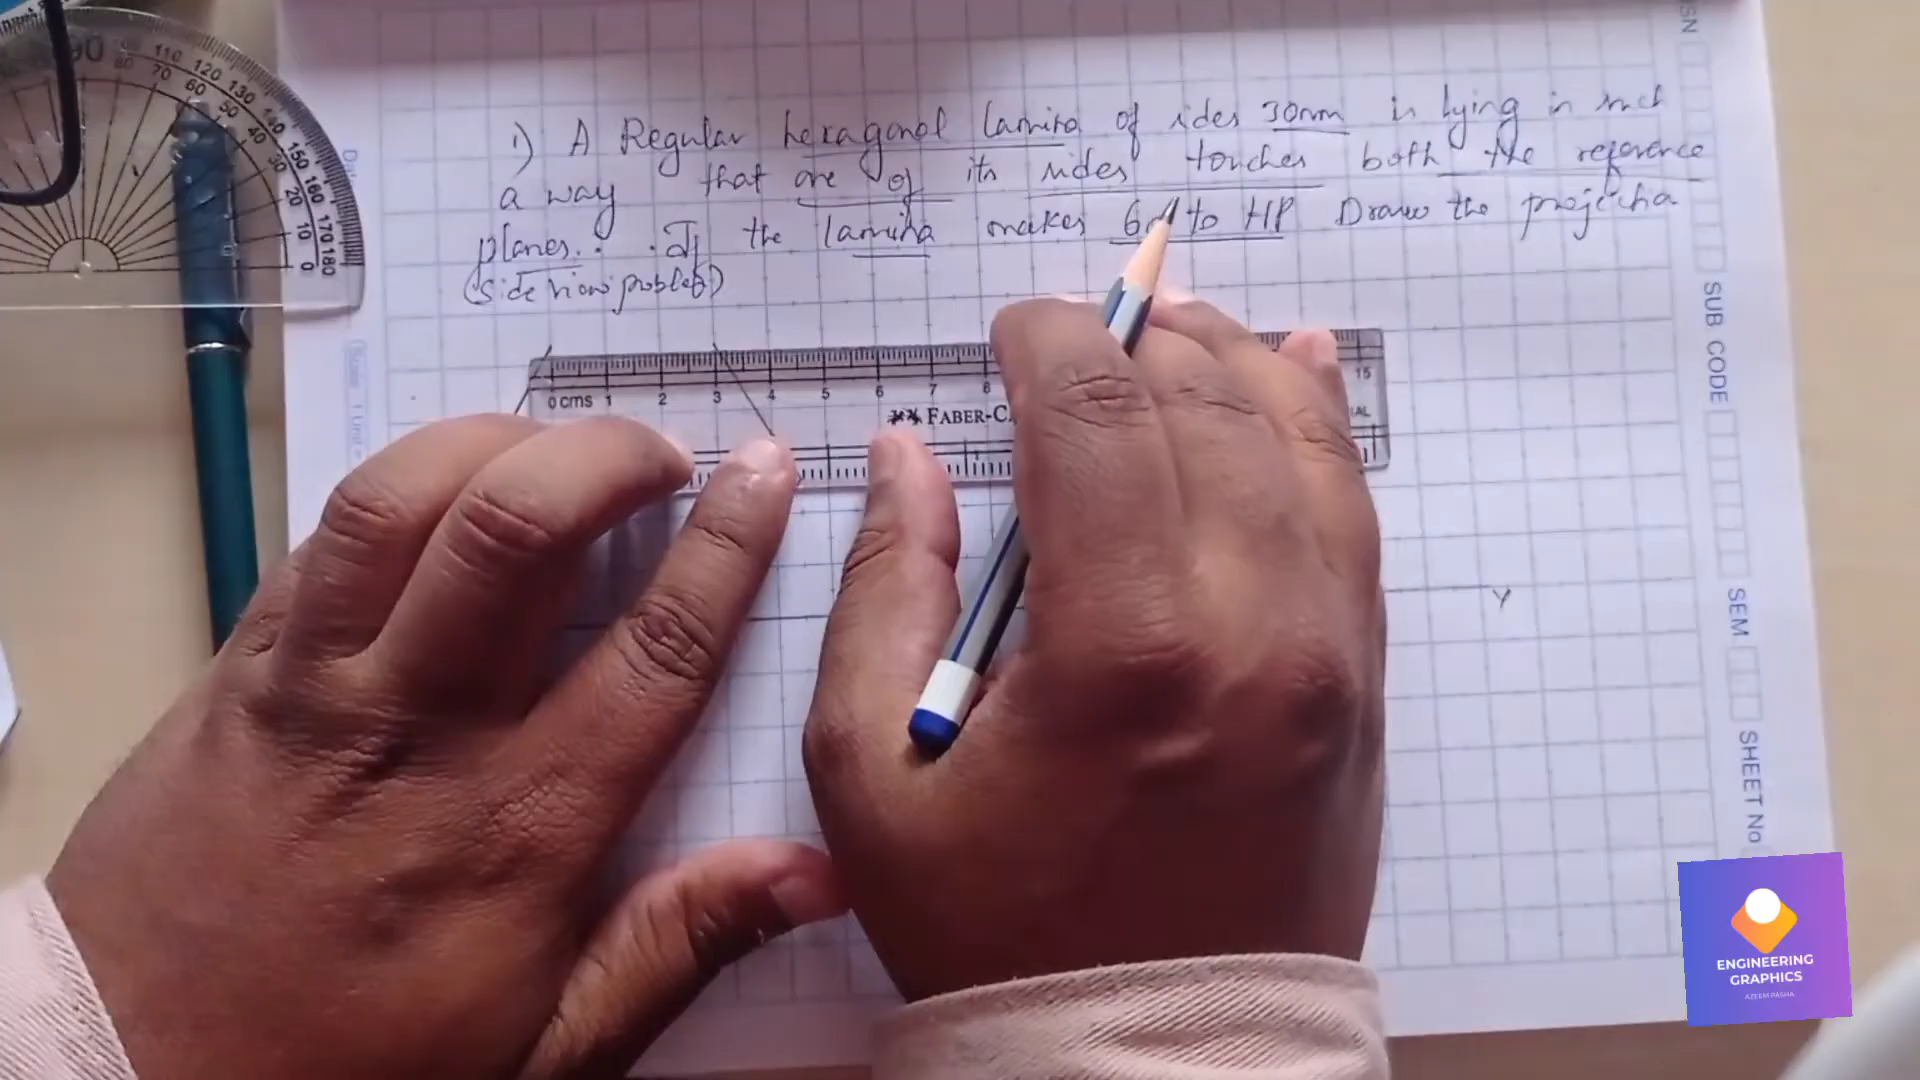 1) A Regular hexagonal lamina of sides 30mm is lying in such
a way that one of its sides touches both the reference
planes. If the lamina makes 60° to HP Draw the projection
(side view problem)
0 cms 1 2 3 4 5 6 7 8 15
FABER-CA
Y
SUB CODE
SEM
SHEET No
ENGINEERING
GRAPHICS
AZEEM PASHA
90
110 120 130 140 150 160 170 180
80 70 60 50 40 30 20 10 0